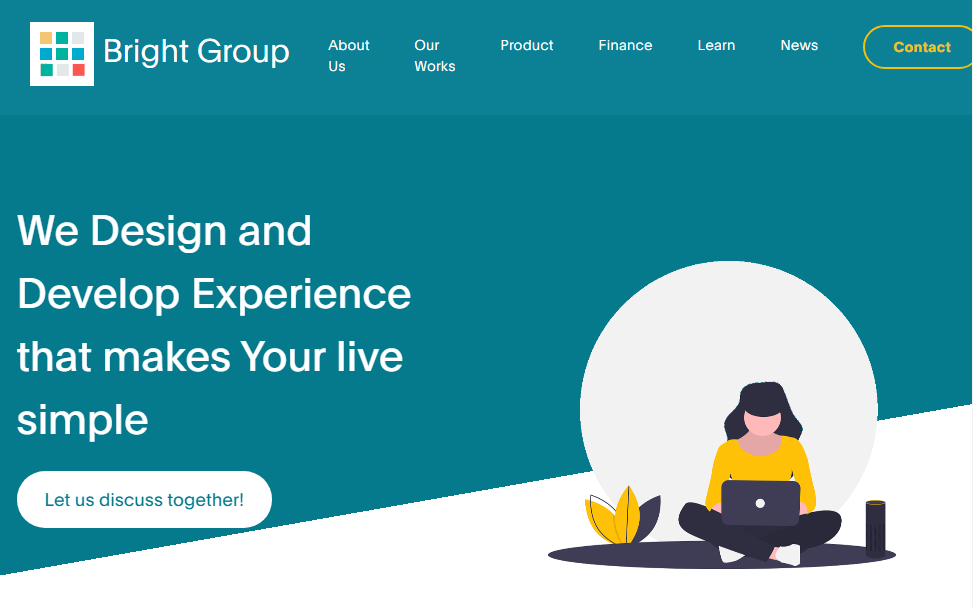 Bright Group
About
Us
Our
Works
Product
Finance
Learn
News
Contact
We Design and
Develop Experience
that makes Your live
simple
Let us discuss together!